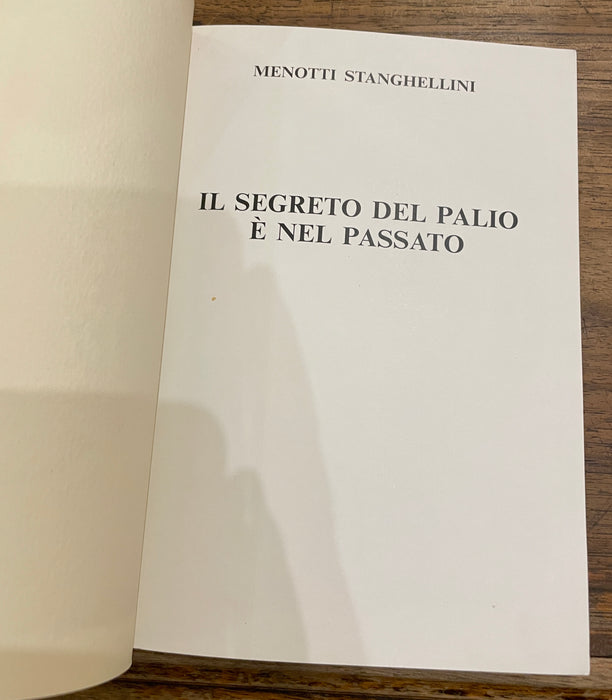 MENOTTI STANGHELLINI
IL SEGRETO DEL PALIO
È NEL PASSATO